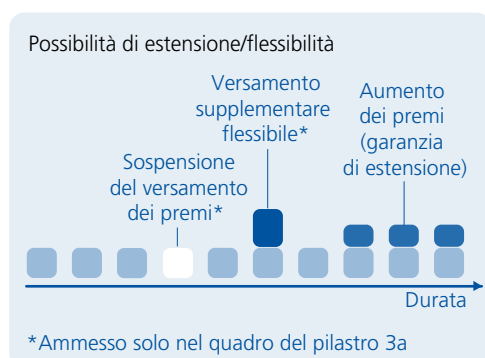 Possibilità di estensione/flessibilità
Versamento
supplementare
flessibile*
Aumento
dei premi
(garanzia
di estensione)
Sospensione
del versamento
dei premi*
Durata
*Ammesso solo nel quadro del pilastro 3a